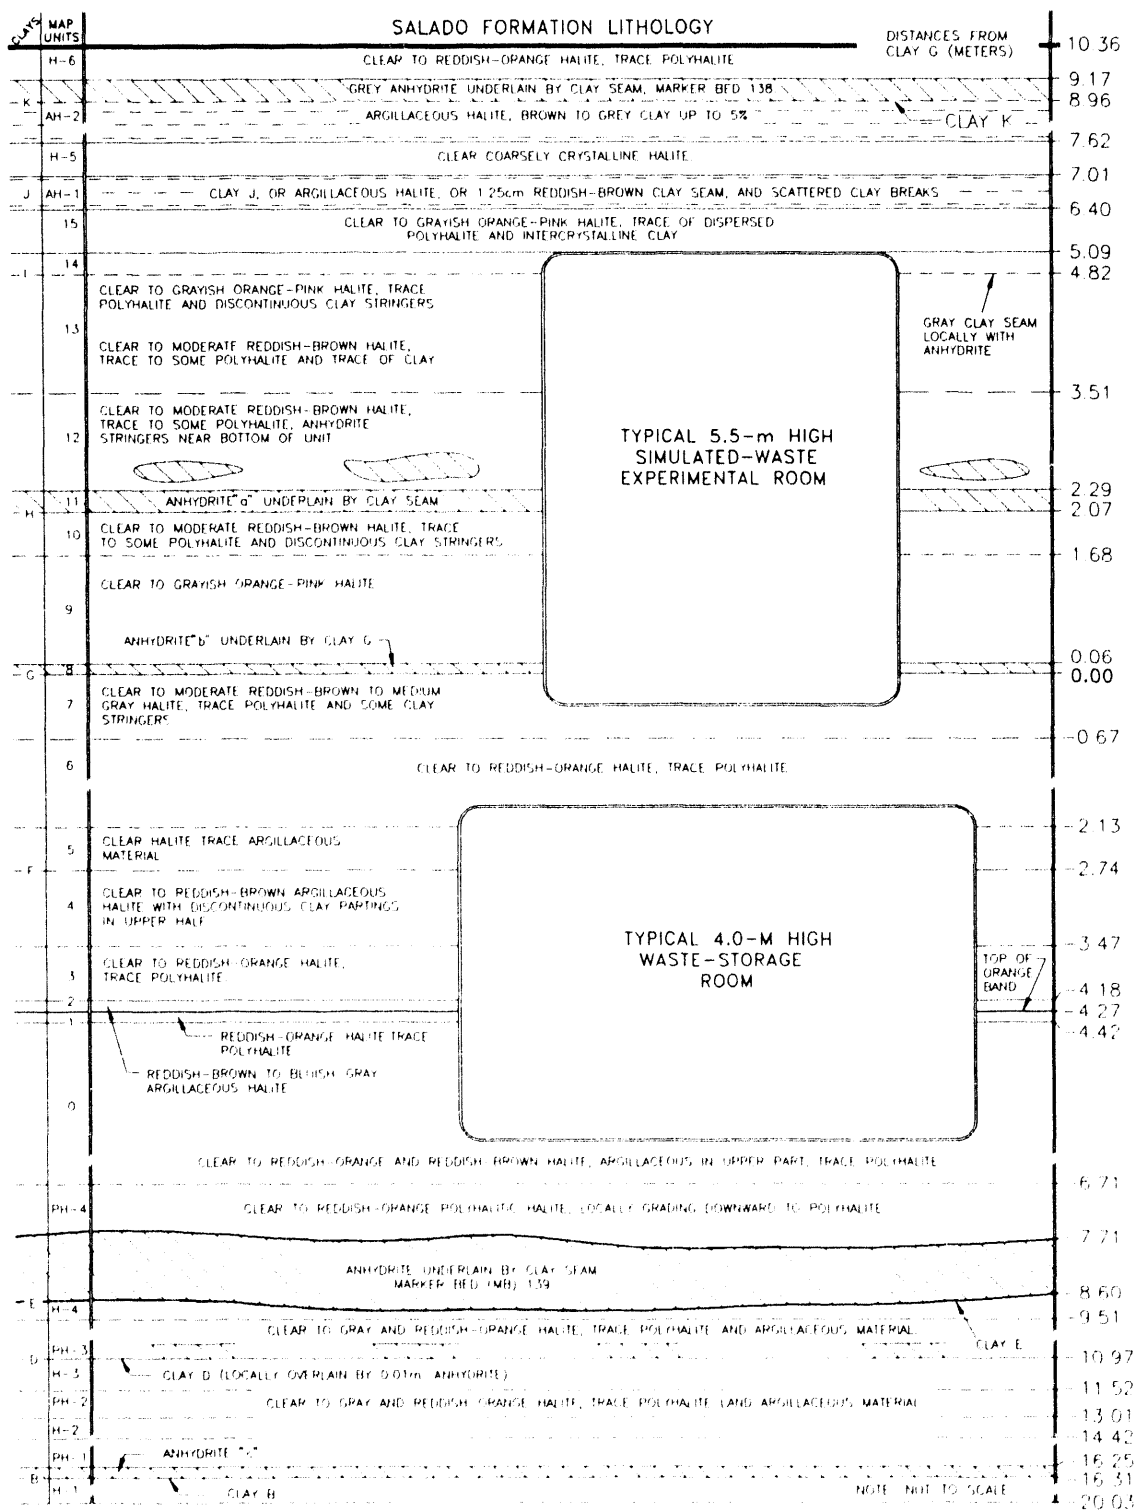 CLAYS
MAP
UNITS
SALADO FORMATION LITHOLOGY
DISTANCES FROM
CLAY G (METERS)
10 36
H-6
CLEAR TO REDDISH-ORANGE HALITE, TRACE POLYHALITE
9.17
GREY ANHYDRITE UNDERLAIN BY CLAY SEAM, MARKER BED 138
K
8.96
AH-2
ARGILLACEOUS HALITE, BROWN TO GREY CLAY UP TO 5%
CLAY K
7.62
H-5
CLEAR COARSELY CRYSTALLINE HALITE
7.01
J
AH-1
CLAY J, OR ARGILLACEOUS HALITE, OR 1 25cm REDDISH-BROWN CLAY SEAM, AND SCATTERED CLAY BREAKS
6 40
15
CLEAR TO GRAYISH ORANGE-PINK HALITE, TRACE OF DISPERSED
POLYHALITE AND INTERCRYSTALLINE CLAY
5.09
14
I
4.82
CLEAR TO GRAYISH ORANGE-PINK HALITE, TRACE
POLYHALITE AND DISCONTINUOUS CLAY STRINGERS
GRAY CLAY SEAM
LOCALLY WITH
ANHYDRITE
13
CLEAR TO MODERATE REDDISH-BROWN HALITE,
TRACE TO SOME POLYHALITE AND TRACE OF CLAY
3.51
CLEAR TO MODERATE REDDISH-BROWN HALITE,
TRACE TO SOME POLYHALITE, ANHYDRITE
STRINGERS NEAR BOTTOM OF UNIT
12
TYPICAL 5.5-m HIGH
SIMULATED-WASTE
EXPERIMENTAL ROOM
2.29
11
ANHYDRITE"a" UNDERLAIN BY CLAY SEAM
H
2 07
10
CLEAR TO MODERATE REDDISH-BROWN HALITE, TRACE
TO SOME POLYHALITE AND DISCONTINUOUS CLAY STRINGERS
1 68
CLEAR TO GRAYISH ORANGE-PINK HALITE
9
ANHYDRITE"b" UNDERLAIN BY CLAY G
0.06
8
G
0.00
CLEAR TO MODERATE REDDISH-BROWN TO MEDIUM
GRAY HALITE, TRACE POLYHALITE AND SOME CLAY
STRINGERS
7
-0 67
6
CLEAR TO REDDISH-ORANGE HALITE, TRACE POLYHALITE
-2 13
5
CLEAR HALITE TRACE ARGILLACEOUS
MATERIAL
F
-2 74
4
CLEAR TO REDDISH-BROWN ARGILLACEOUS
HALITE WITH DISCONTINUOUS CLAY PARTINGS
IN UPPER HALF
TYPICAL 4.0-M HIGH
WASTE-STORAGE
ROOM
-3 47
3
CLEAR TO REDDISH-ORANGE HALITE,
TRACE POLYHALITE
TOP OF
ORANGE
BAND
-4 18
2
-4 27
1
-4.42
REDDISH-ORANGE HALITE TRACE
POLYHALITE
REDDISH-BROWN TO BLUISH GRAY
ARGILLACEOUS HALITE
0
CLEAR TO REDDISH-ORANGE AND REDDISH-BROWN HALITE, ARGILLACEOUS IN UPPER PART, TRACE POLYHALITE
-6 71
PH-4
CLEAR TO REDDISH-ORANGE POLYHALITIC HALITE, LOCALLY GRADING DOWNWARD TO POLYHALITE
-7 71
ANHYDRITE UNDERLAIN BY CLAY SEAM
MARKER BED (MB) 139
-8 60
E
H-4
-9 51
CLEAR TO GRAY AND REDDISH-ORANGE HALITE, TRACE POLYHALITE AND ARGILLACEOUS MATERIAL
CLAY E
PH-3
D
-10 97
H-3
CLAY D (LOCALLY OVERLAIN BY 0.01m ANHYDRITE)
-11 52
PH-2
CLEAR TO GRAY AND REDDISH ORANGE HALITE, TRACE POLYHALITE LAND ARGILLACEOUS MATERIAL
-13 01
H-2
-14 42
PH-1
ANHYDRITE "c"
-16 25
B
-16 31
H-1
CLAY B
NOTE NOT TO SCALE
-20 03